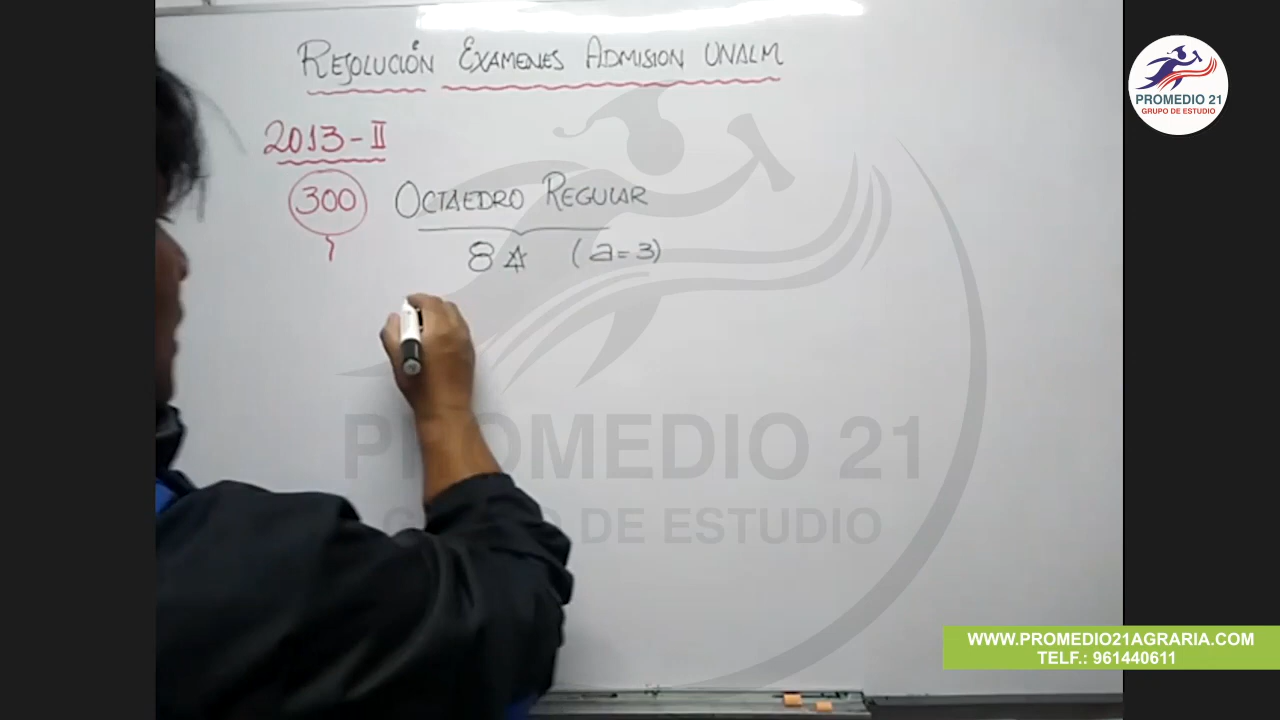 RESOLUCIÓN EXAMENES ADMISION UNALM
2013-II
300 OCTAEDRO REGULAR
8 (a=3)
PROMEDIO 21
GRUPO DE ESTUDIO
PROMEDIO 21
DE ESTUDIO
WWW.PROMEDIO21AGRARIA.COM
TELF.: 961440611